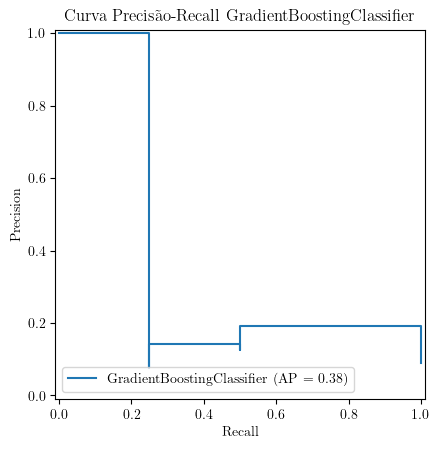 Curva Precisão-Recall GradientBoostingClassifier
1.0
0.8
0.6
0.4
0.2
0.0
Precision
GradientBoostingClassifier (AP = 0.38)
0.0 0.2 0.4 0.6 0.8 1.0
Recall